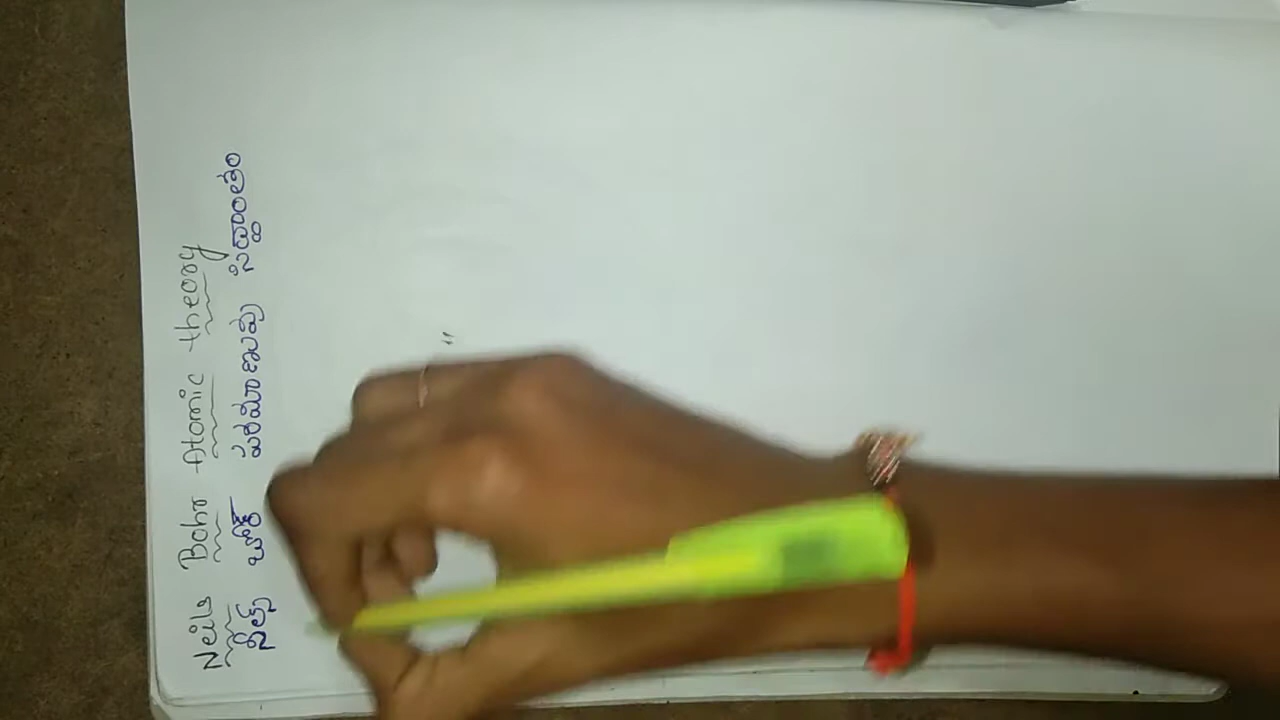 Neils Bohr Atomic theory
నీల్స్ బోర్ పరమాణువు సిద్ధాంతం